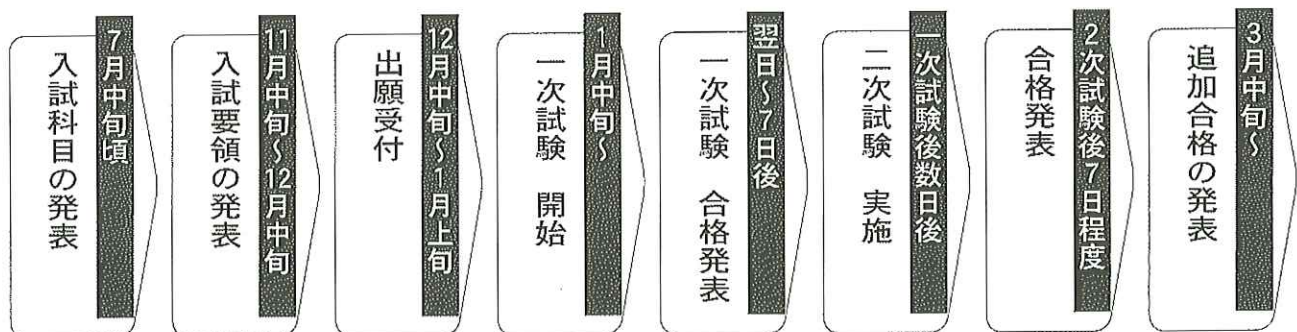 7月中旬頃
入試科目の発表
11月中旬～12月中旬
入試要領の発表
12月中旬～1月上旬
出願受付
1月中旬～
一次試験　開始
翌日～7日後
一次試験　合格発表
一次試験後数日後
二次試験　実施
2次試験後7日程度
合格発表
3月中旬～
追加合格の発表